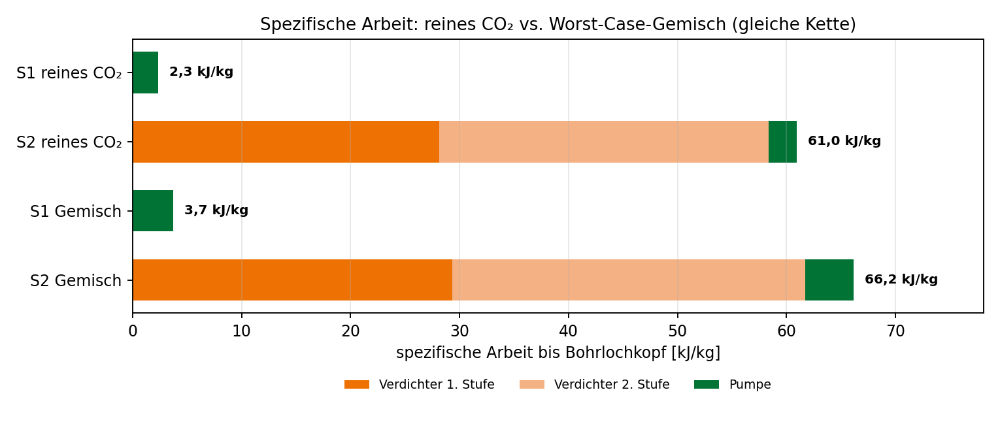 Spezifische Arbeit: reines CO₂ vs. Worst-Case-Gemisch (gleiche Kette)
S1 reines CO₂
2,3 kJ/kg
S2 reines CO₂
61,0 kJ/kg
S1 Gemisch
3,7 kJ/kg
S2 Gemisch
66,2 kJ/kg
0 10 20 30 40 50 60 70
spezifische Arbeit bis Bohrlochkopf [kJ/kg]
Verdichter 1. Stufe Verdichter 2. Stufe Pumpe